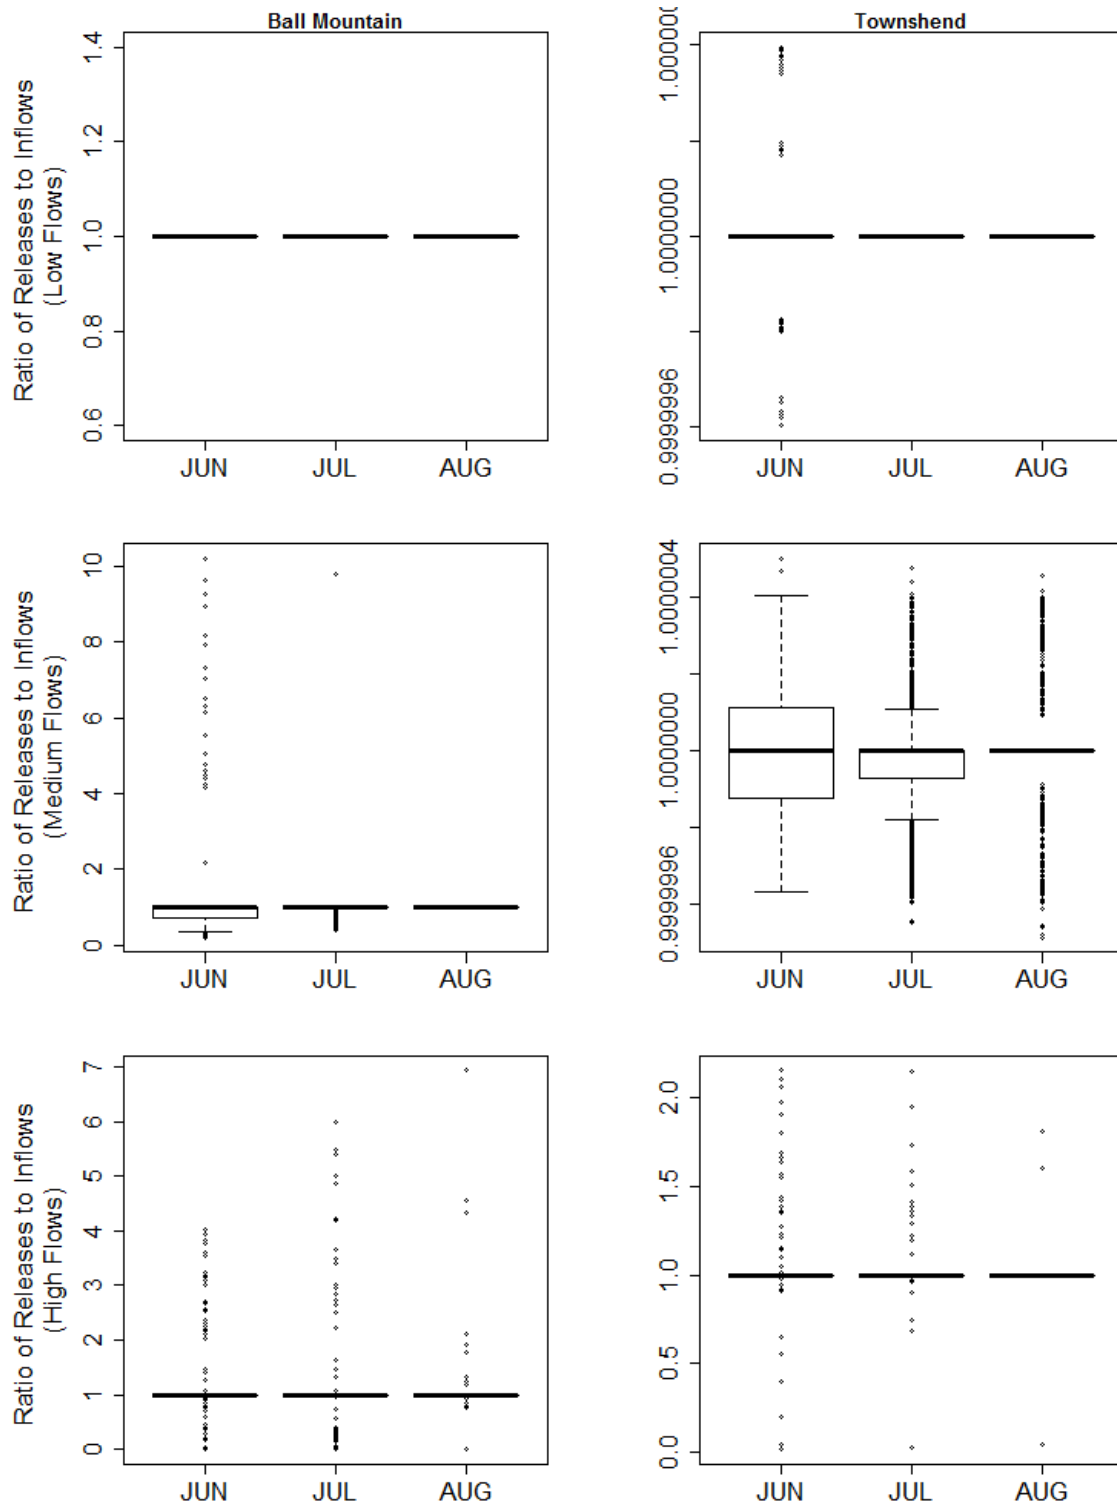 Ball Mountain
Townshend
Ratio of Releases to Inflows
(Low Flows)
1.4
1.2
1.0
0.8
0.6
JUN JUL AUG
1.0000000
0.9999996
JUN JUL AUG
Ratio of Releases to Inflows
(Medium Flows)
10
8
6
4
2
0
JUN JUL AUG
1.0000004
1.0000000
0.9999996
JUN JUL AUG
Ratio of Releases to Inflows
(High Flows)
7
6
5
4
3
2
1
0
JUN JUL AUG
2.0
1.5
1.0
0.5
0.0
JUN JUL AUG